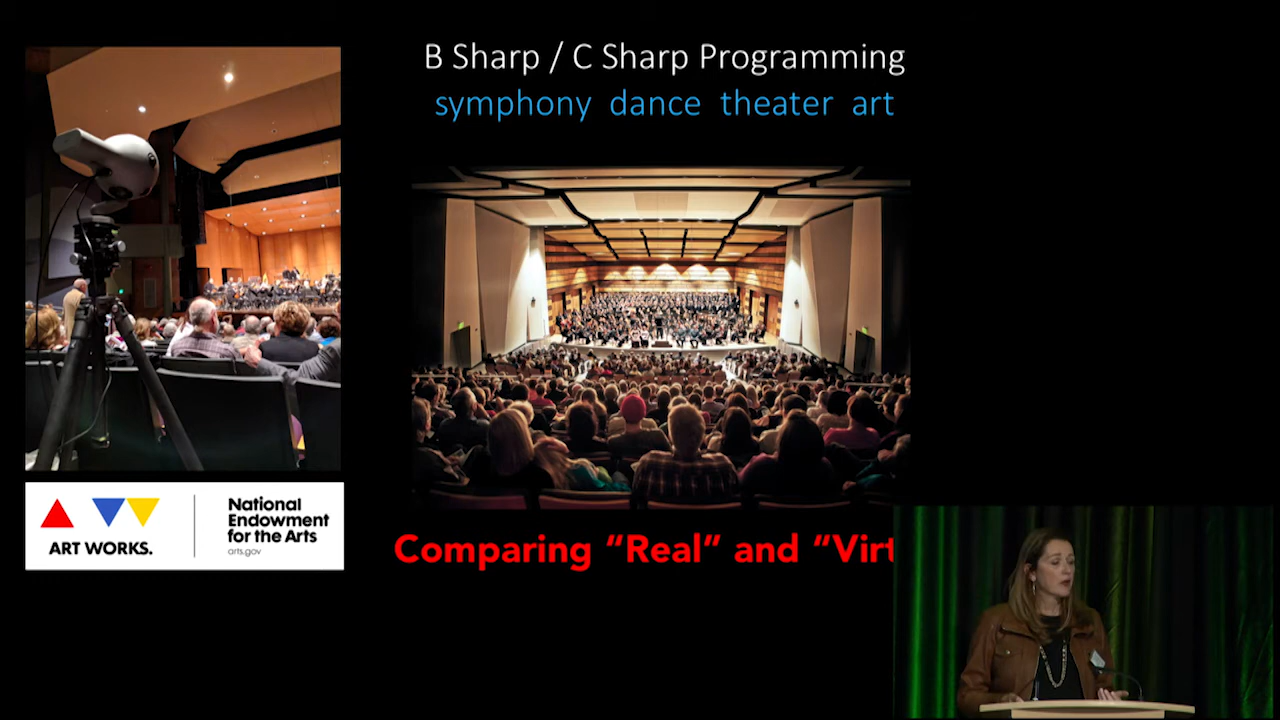 B Sharp / C Sharp Programming
symphony dance theater art
ART WORKS.
National
Endowment
for the Arts
arts.gov
Comparing “Real” and “Virt